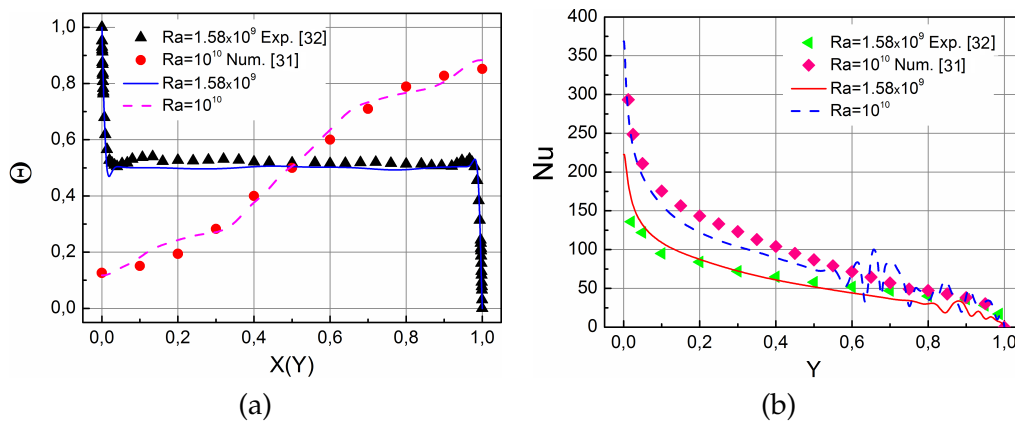 1,0
0,8
0,6
0,4
0,2
0,0
Θ
Ra=1.58x10⁹ Exp. [32]
Ra=10¹⁰ Num. [31]
Ra=1.58x10⁹
Ra=10¹⁰
0,0 0,2 0,4 0,6 0,8 1,0
X(Y)
(a)
400
350
300
250
200
150
100
50
0
Nu
Ra=1.58x10⁹ Exp. [32]
Ra=10¹⁰ Num. [31]
Ra=1.58x10⁹
Ra=10¹⁰
0,0 0,2 0,4 0,6 0,8 1,0
Y
(b)